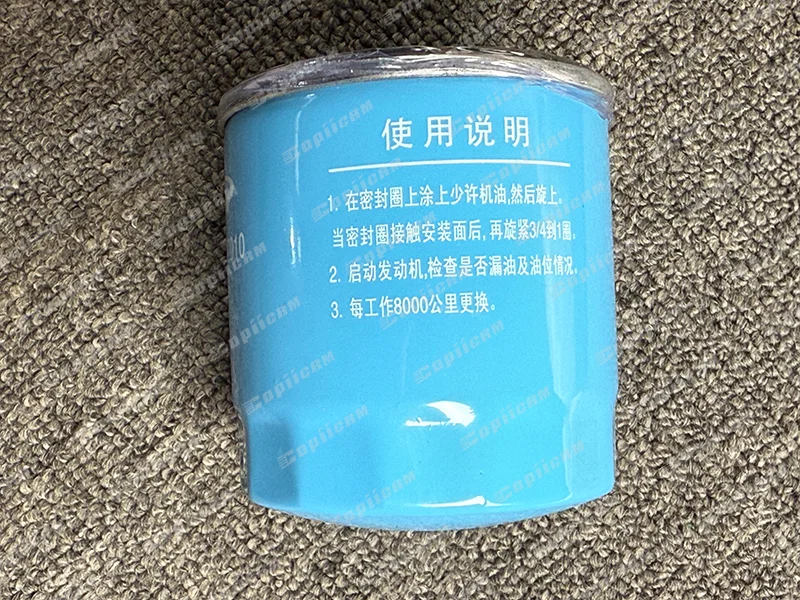 使用说明
1. 在密封圈上涂上少许机油,然后旋上。
当密封圈接触安装面后,再旋紧3/4到1圈。
2. 启动发动机,检查是否漏油及油位情况。
3. 每工作8000公里更换。
010